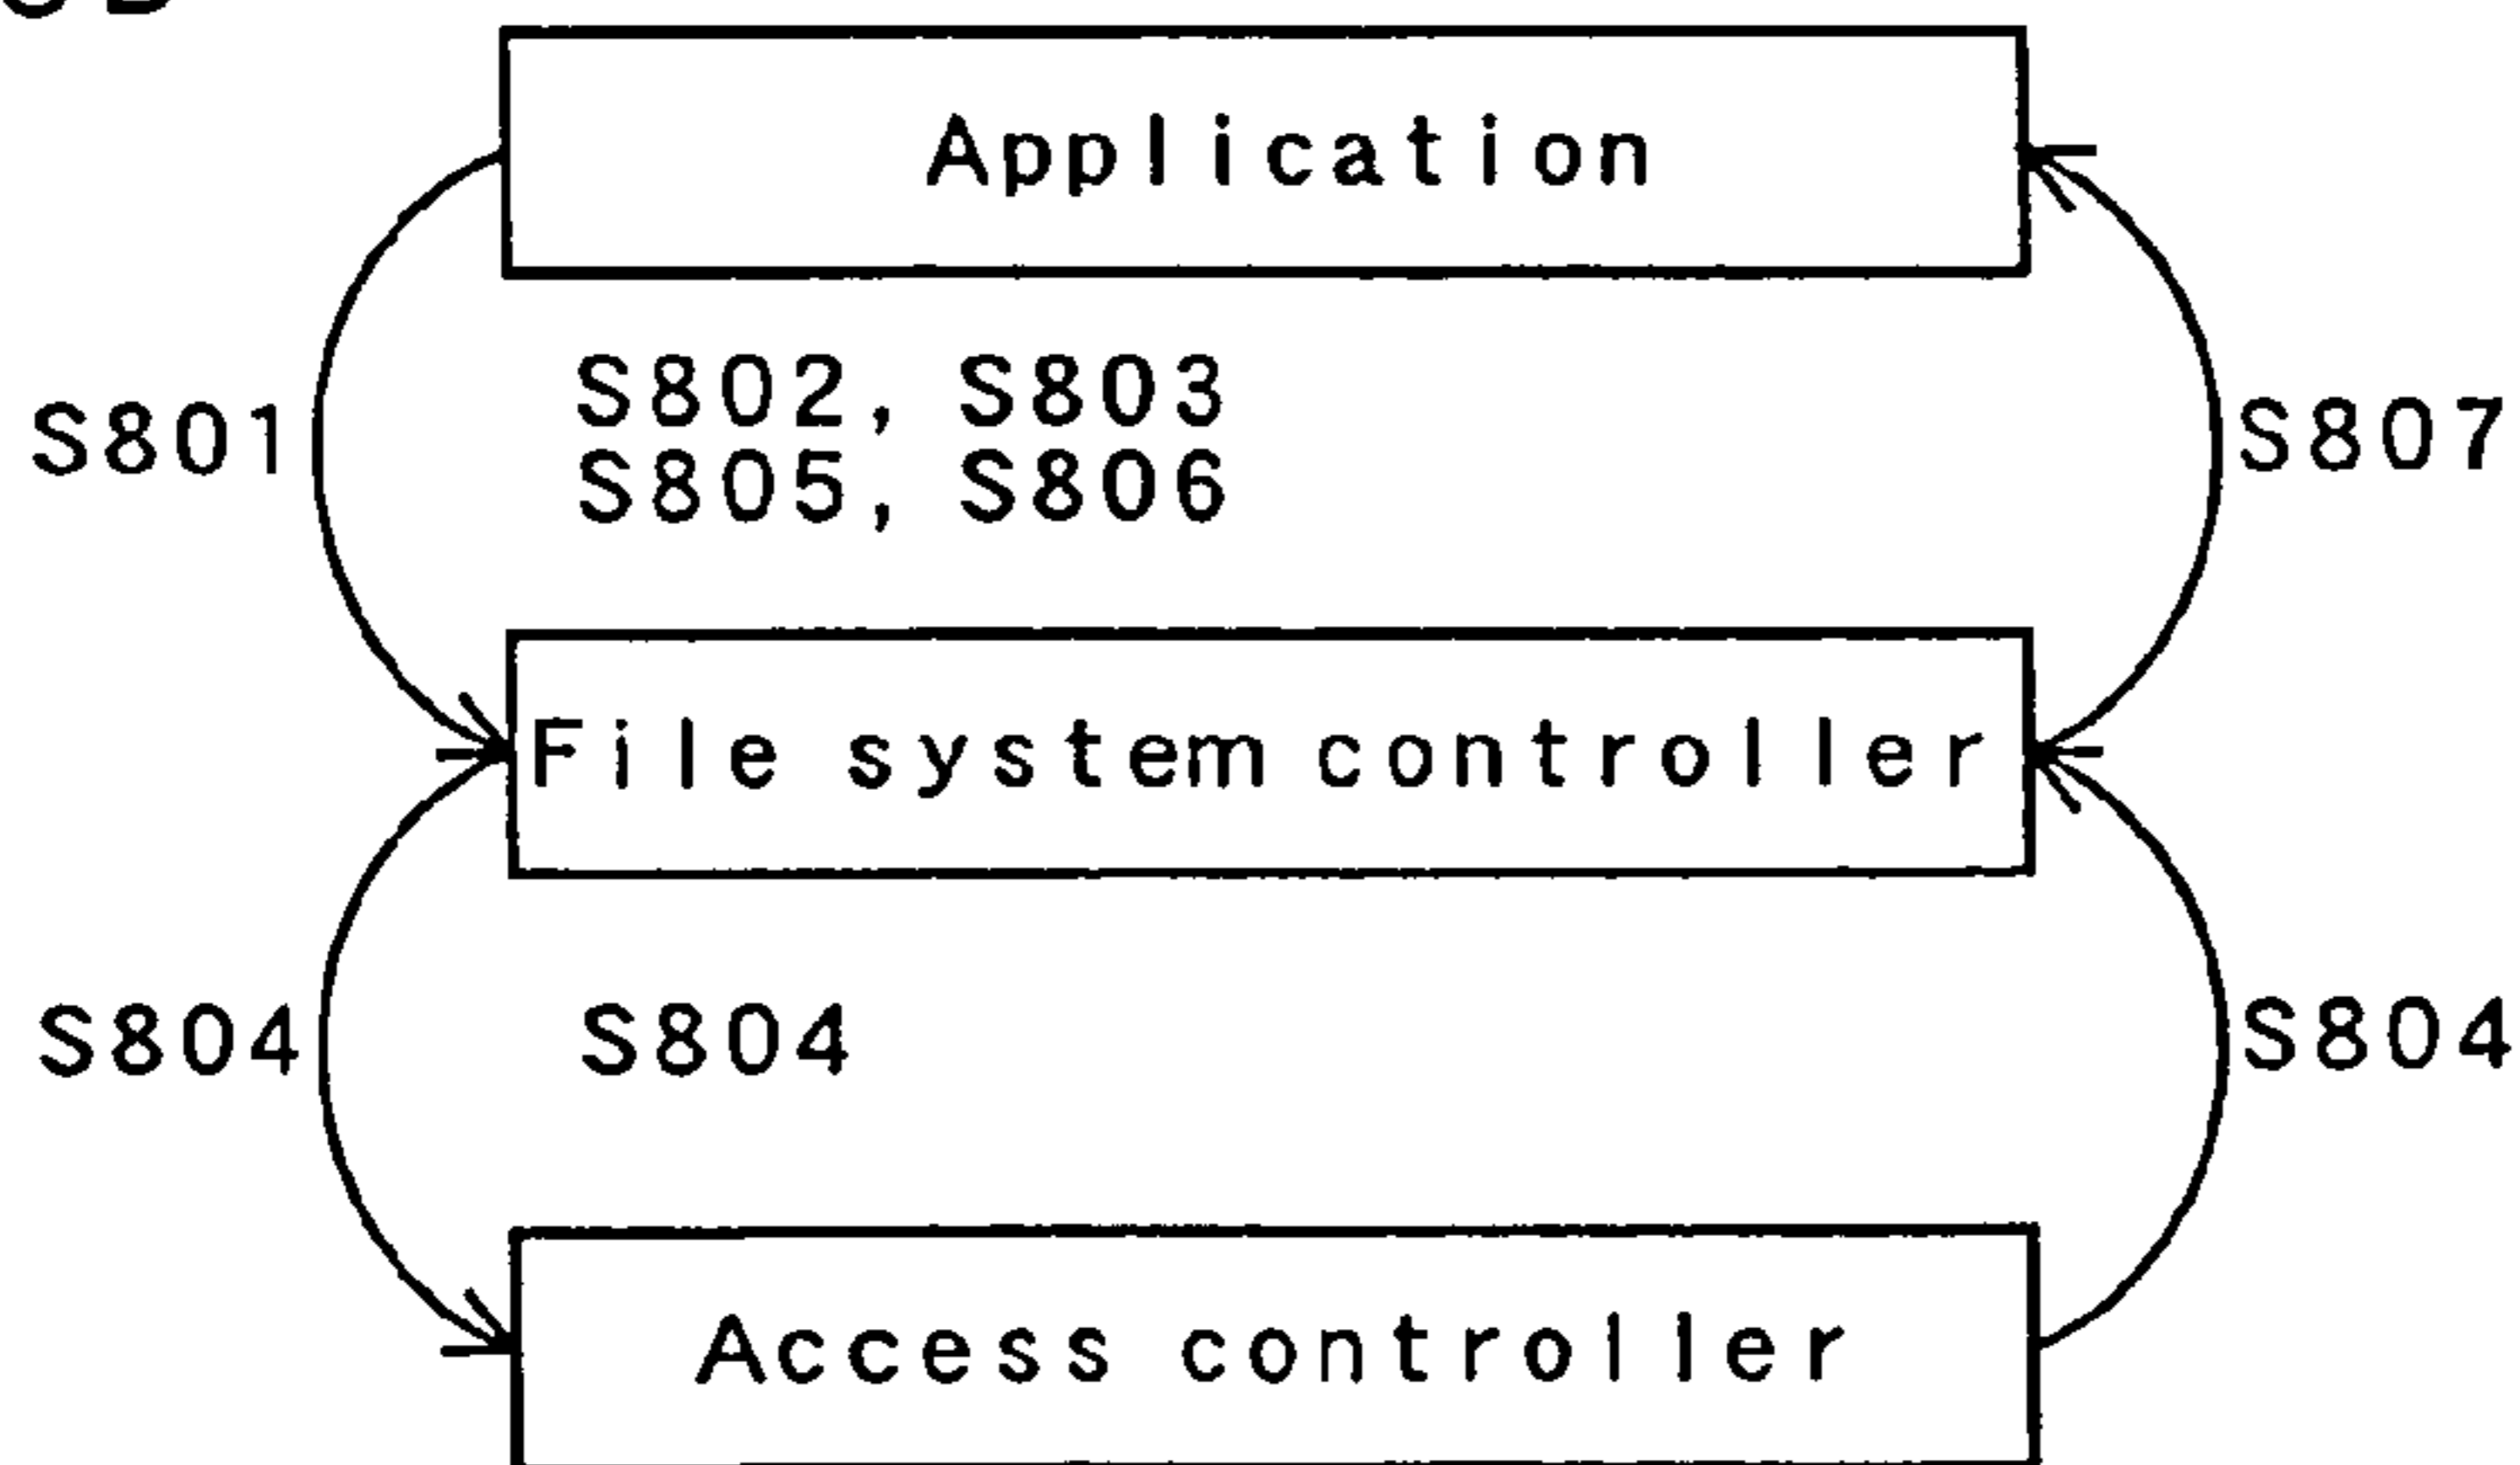 Application
S802, S803
S801
S807
S805, S806
File system controller
S804
S804
S804
Access controller